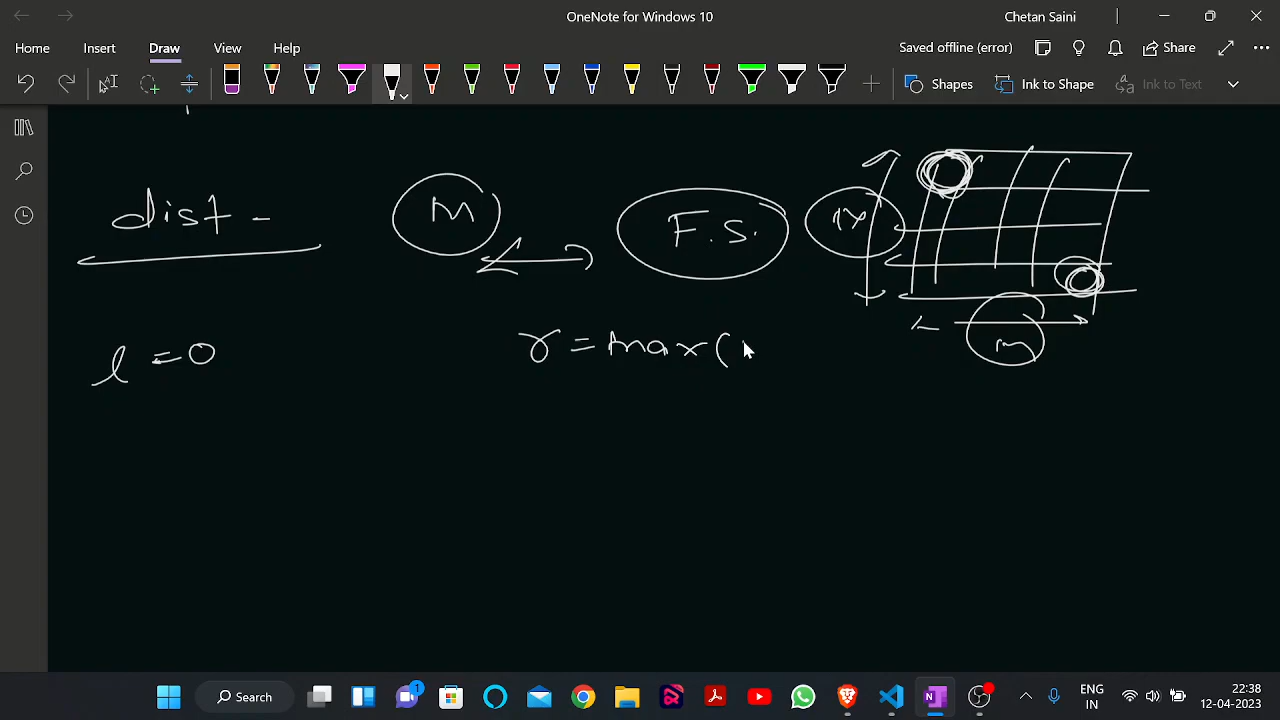 OneNote for Windows 10
Chetan Saini
Home Insert Draw View Help
Saved offline (error)
Share
Shapes
Ink to Shape
Ink to Text
dist -
M
F.S.
m
l = 0
r = max(
Search
1
ENG
IN
22:38
12-04-2023